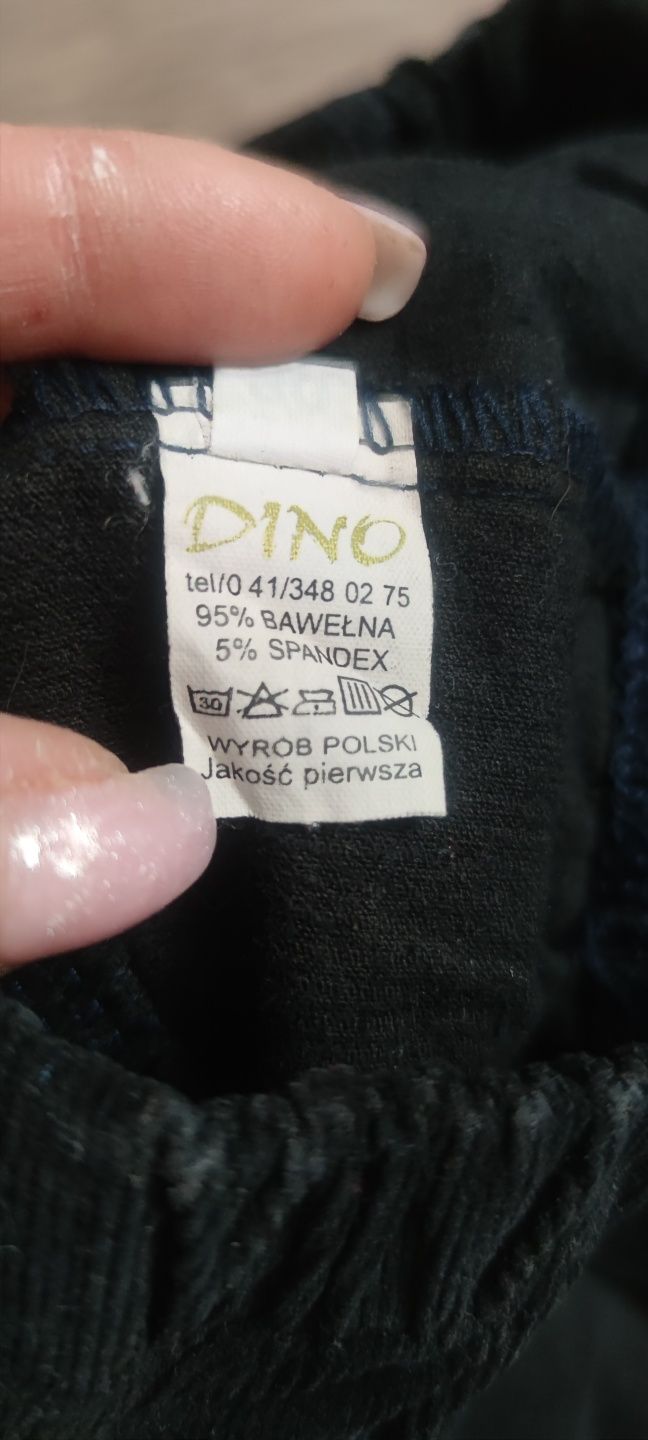 DINO
tel/0 41/348 02 75
95% BAWEŁNA
5% SPANDEX
30
WYRÓB POLSKI
Jakość pierwsza